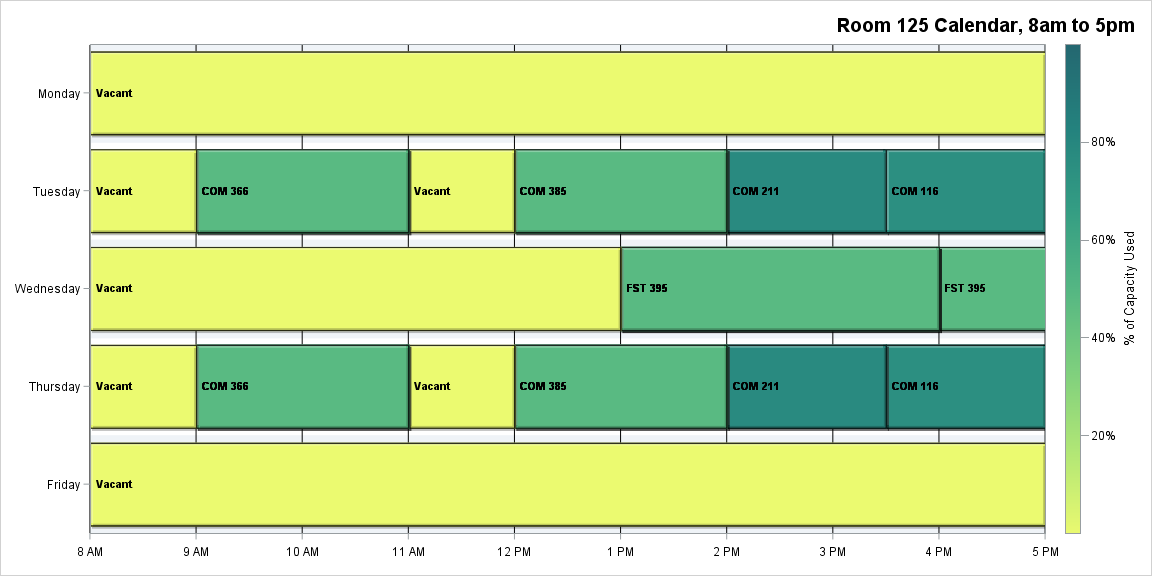 Room 125 Calendar, 8am to 5pm
Monday
Vacant
Tuesday
Vacant
COM 366
Vacant
COM 385
COM 211
COM 116
Wednesday
Vacant
FST 395
FST 395
Thursday
Vacant
COM 366
Vacant
COM 385
COM 211
COM 116
Friday
Vacant
8 AM
9 AM
10 AM
11 AM
12 PM
1 PM
2 PM
3 PM
4 PM
5 PM
80%
60%
40%
20%
% of Capacity Used